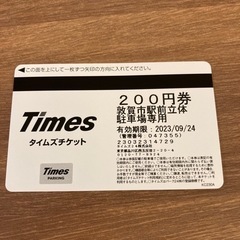 この面を上にして一枚ずつ矢印の方向に入れてください。
Times
タイムズチケット
Times
PARKING
200円券
敦賀市駅前立体
駐車場専用
有効期限:2023/09/24
(管理番号 047355)
23032314729